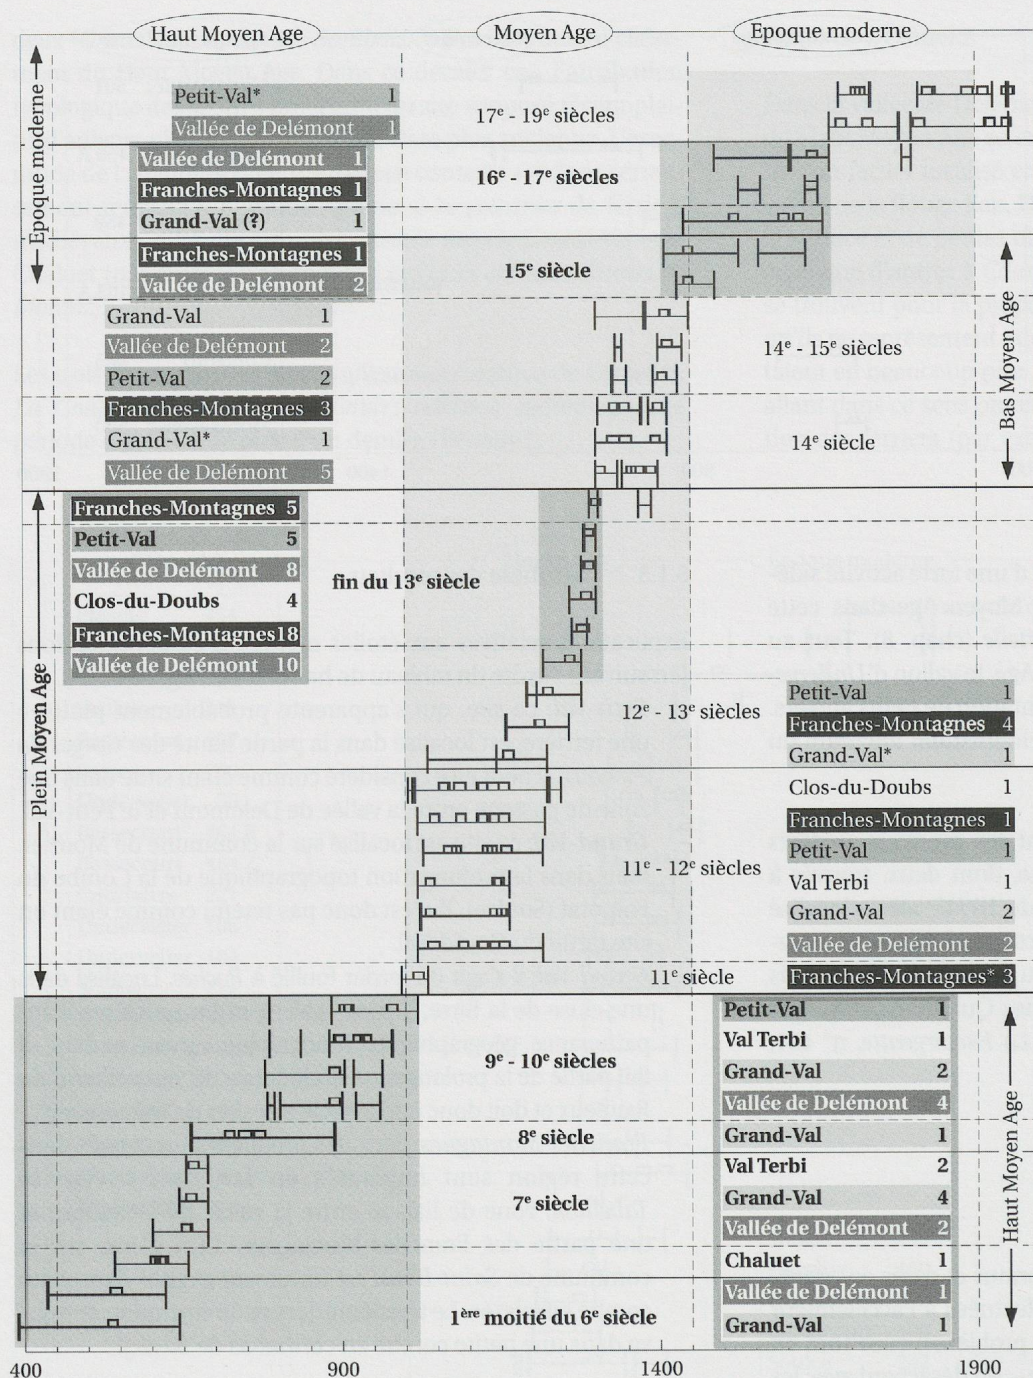 Haut Moyen Age
Moyen Age
Epoque moderne
Epoque moderne
Petit-Val* 1
17e - 19e siècles
Vallée de Delémont 1
Vallée de Delémont 1
16e - 17e siècles
Franches-Montagnes 1
Grand-Val (?) 1
Franches-Montagnes 1
15e siècle
Vallée de Delémont 2
Bas Moyen Age
Grand-Val 1
Vallée de Delémont 2
14e - 15e siècles
Petit-Val 2
Franches-Montagnes 3
Grand-Val* 1
14e siècle
Vallée de Delémont 5
Plein Moyen Age
Franches-Montagnes 5
Petit-Val 5
Vallée de Delémont 8
fin du 13e siècle
Clos-du-Doubs 4
Franches-Montagnes 18
Vallée de Delémont 10
Petit-Val 1
12e - 13e siècles
Franches-Montagnes 4
Grand-Val* 1
Clos-du-Doubs 1
Franches-Montagnes 1
Petit-Val 1
11e - 12e siècles
Val Terbi 1
Grand-Val 2
Vallée de Delémont 2
11e siècle
Franches-Montagnes* 3
Petit-Val 1
Val Terbi 1
9e - 10e siècles
Grand-Val 2
Vallée de Delémont 4
8e siècle
Grand-Val 1
Val Terbi 2
7e siècle
Grand-Val 4
Vallée de Delémont 2
Haut Moyen Age
Chaluet 1
Vallée de Delémont 1
1ère moitié du 6e siècle
Grand-Val 1
400 900 1400 1900